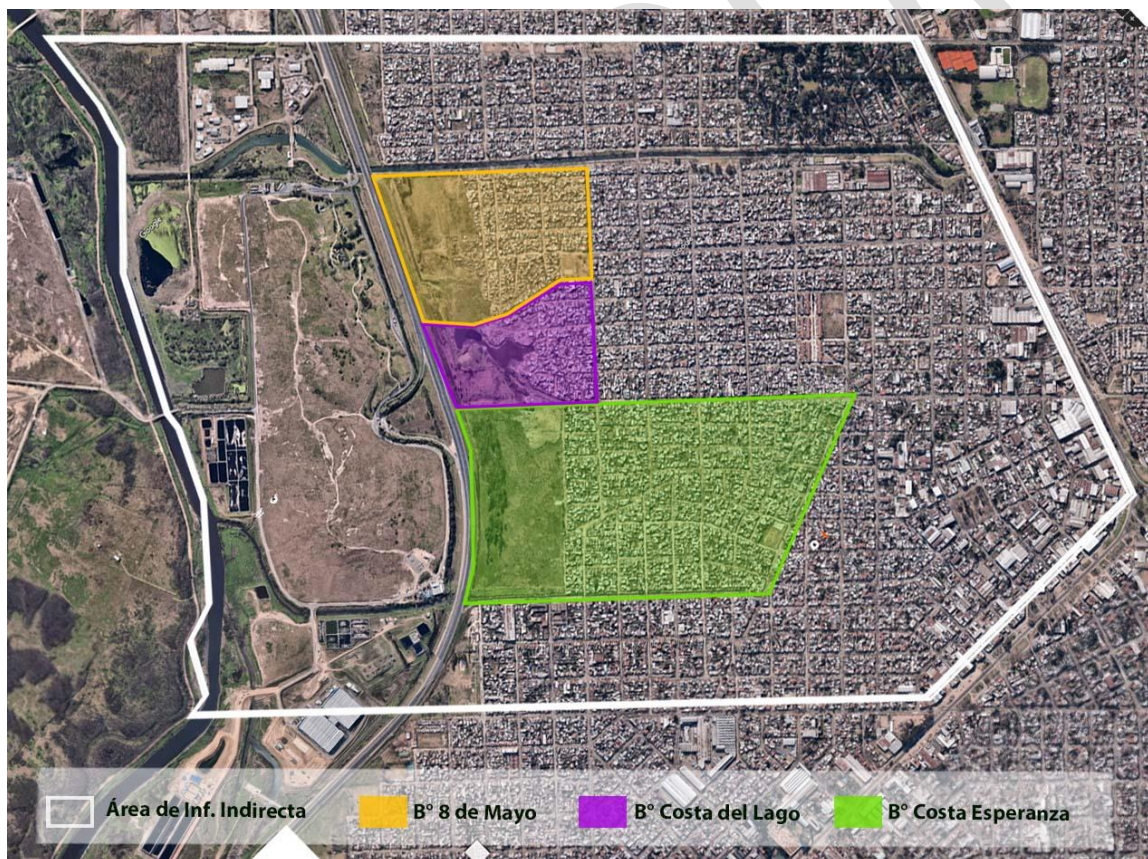 Área de Inf. Indirecta
B° 8 de Mayo
B° Costa del Lago
B° Costa Esperanza